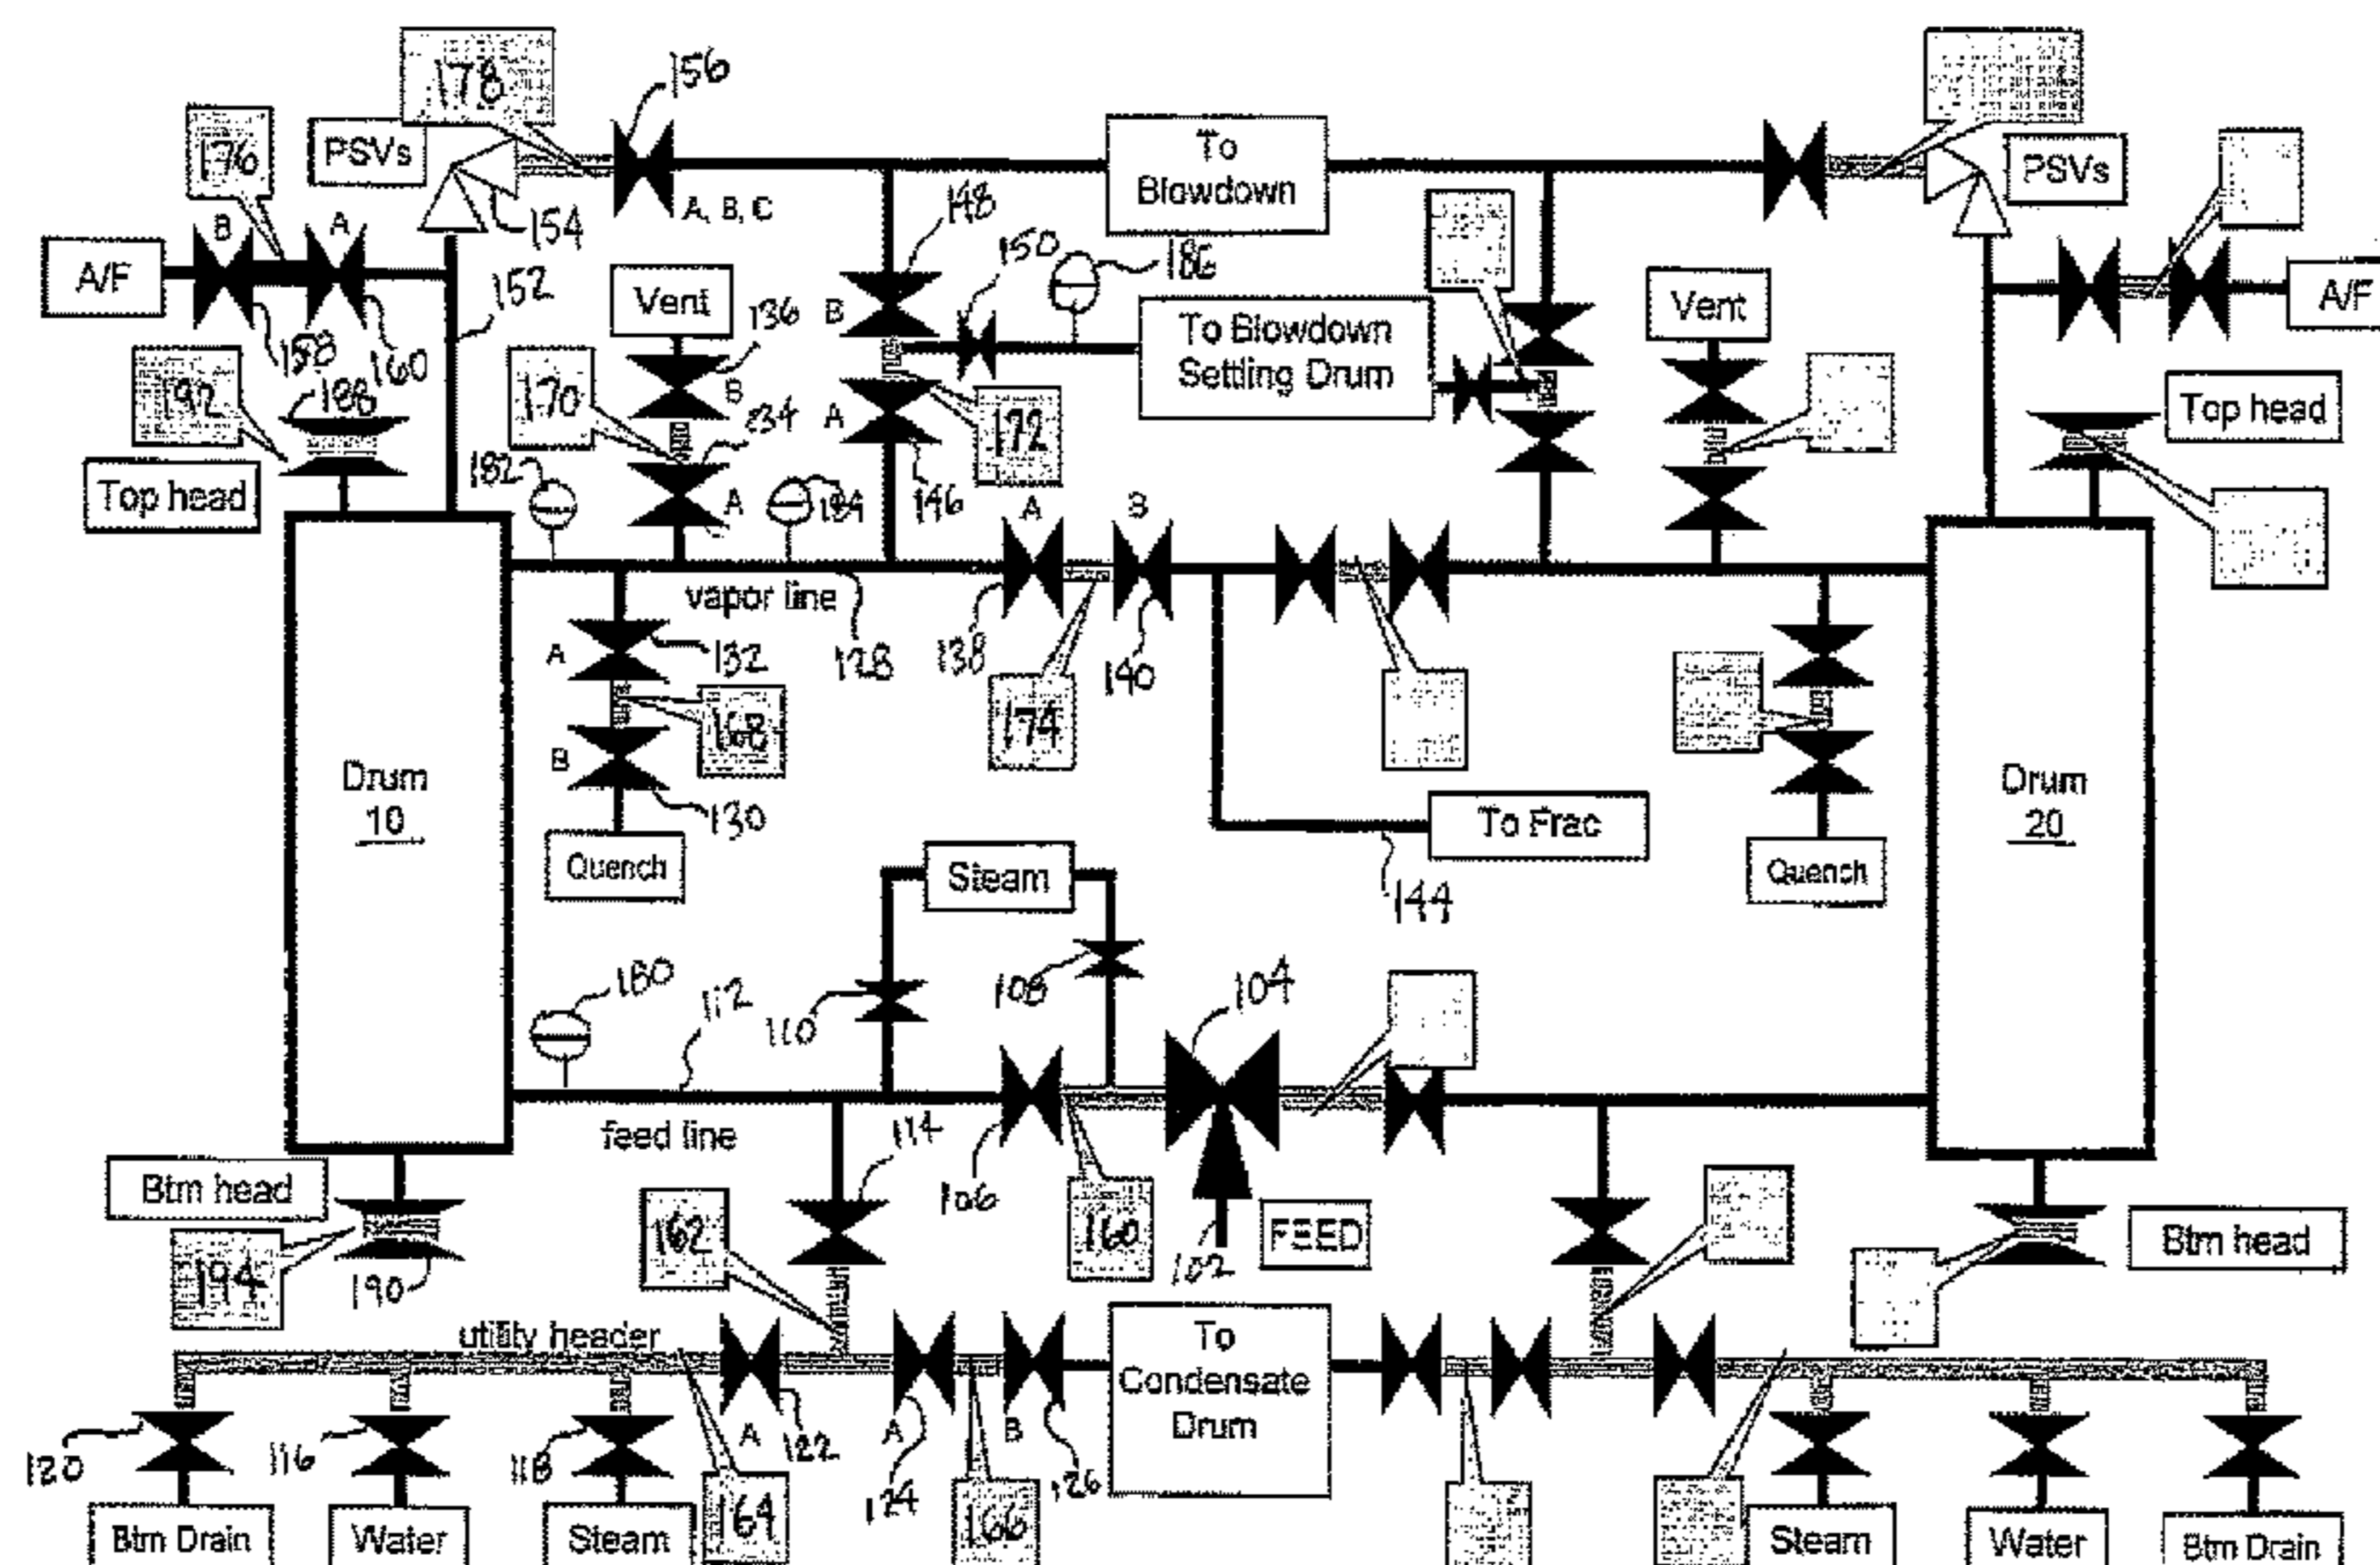 178
156
176
PSVs
To
Blowdown
PSVs
B
A
A, B, C
148
154
150
186
A/F
A/F
152
Vent
136
B
To Blowdown
Settling Drum
Vent
158
160
192
188
170
B
234
A
172
Top head
Top head
182
A
184
146
A
B
vapor line
A
132
128
138
174
140
168
B
130
Drum
10
Drum
20
Quench
To Frac
Quench
Steam
144
180
112
110
108
104
feed line
114
Btm head
106
160
102
FEED
162
Btm head
194
190
utility header
To
Condensate
Drum
120
116
118
A
122
A
124
B
126
164
166
Btm Drain
Water
Steam
Steam
Water
Btm Drain